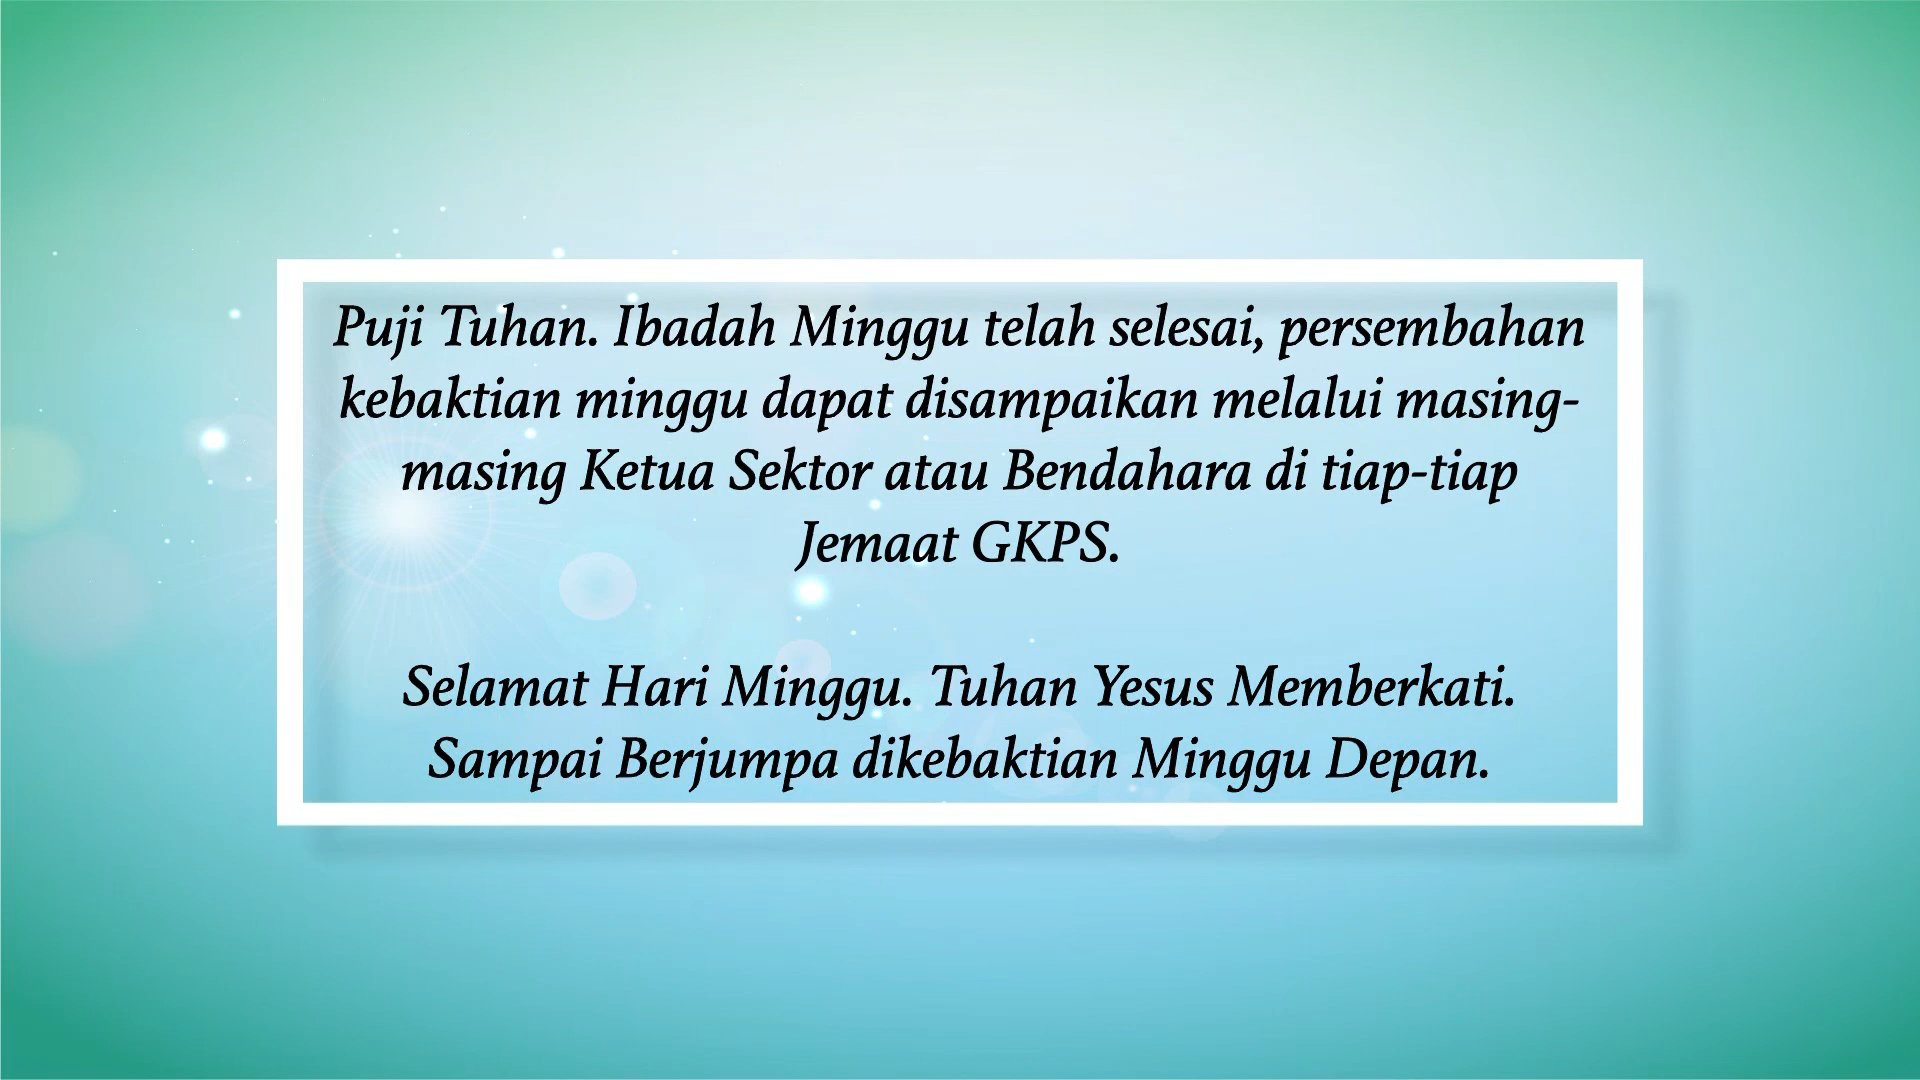 Puji Tuhan. Ibadah Minggu telah selesai, persembahan
kebaktian minggu dapat disampaikan melalui masing-
masing Ketua Sektor atau Bendahara di tiap-tiap
Jemaat GKPS.
Selamat Hari Minggu. Tuhan Yesus Memberkati.
Sampai Berjumpa dikebaktian Minggu Depan.